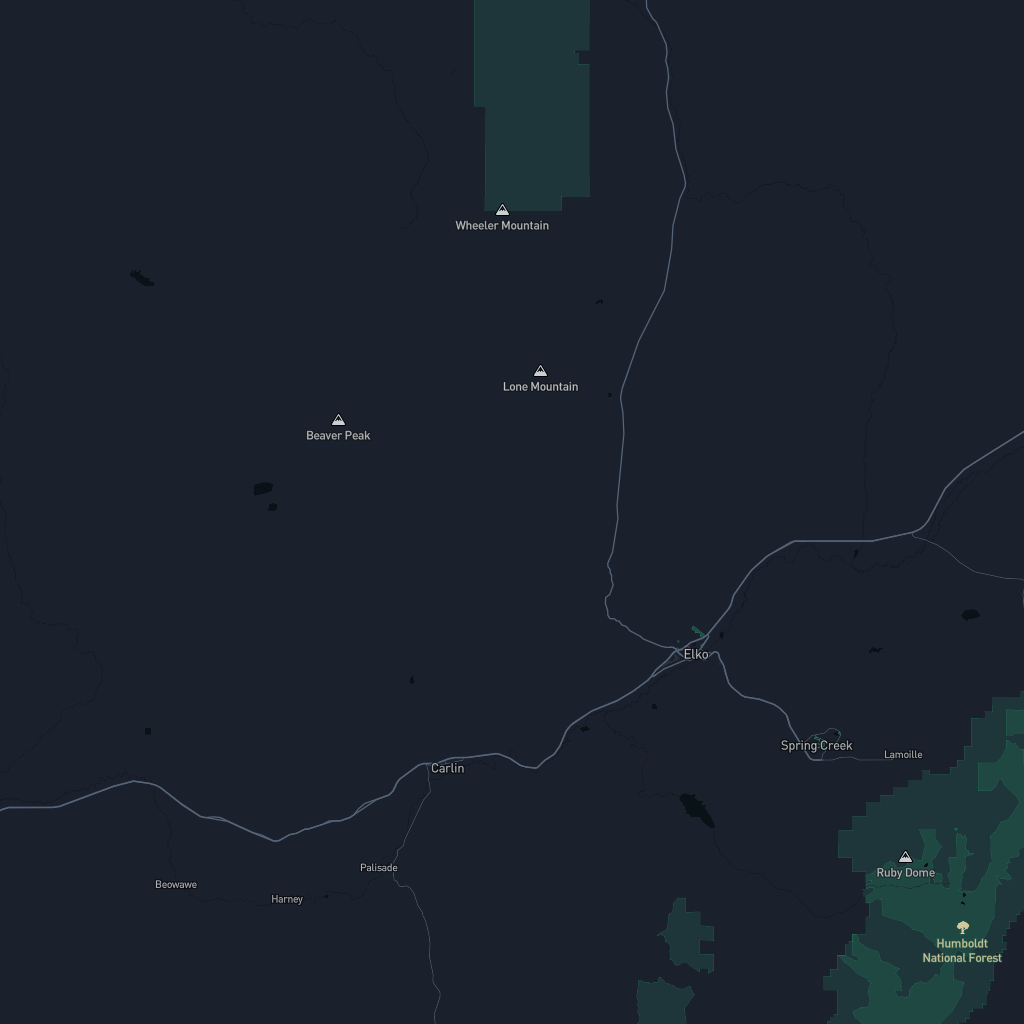 Wheeler Mountain
Lone Mountain
Beaver Peak
Elko
Spring Creek
Lamoille
Carlin
Palisade
Ruby Dome
Beowawe
Harney
Humboldt
National Forest